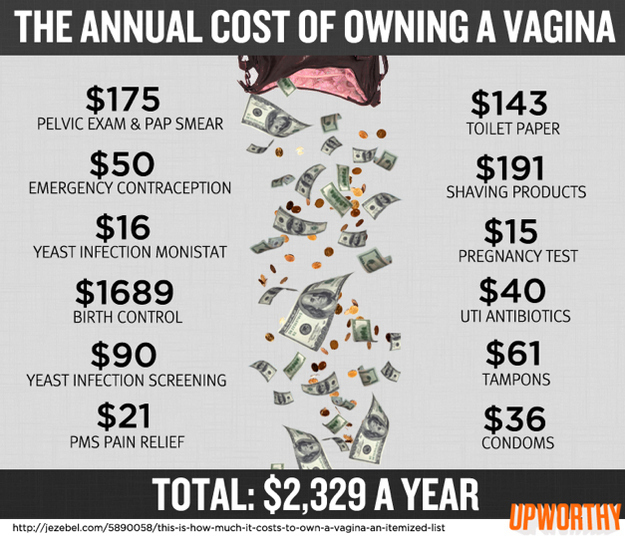 THE ANNUAL COST OF OWNING A VAGINA
$175
PELVIC EXAM & PAP SMEAR
$50
EMERGENCY CONTRACEPTION
$16
YEAST INFECTION MONISTAT
$1689
BIRTH CONTROL
$90
YEAST INFECTION SCREENING
$21
PMS PAIN RELIEF
$143
TOILET PAPER
$191
SHAVING PRODUCTS
$15
PREGNANCY TEST
$40
UTI ANTIBIOTICS
$61
TAMPONS
$36
CONDOMS
TOTAL: $2,329 A YEAR
UPWORTHY
http://jezebel.com/5890058/this-is-how-much-it-costs-to-own-a-vagina-an-itemized-list